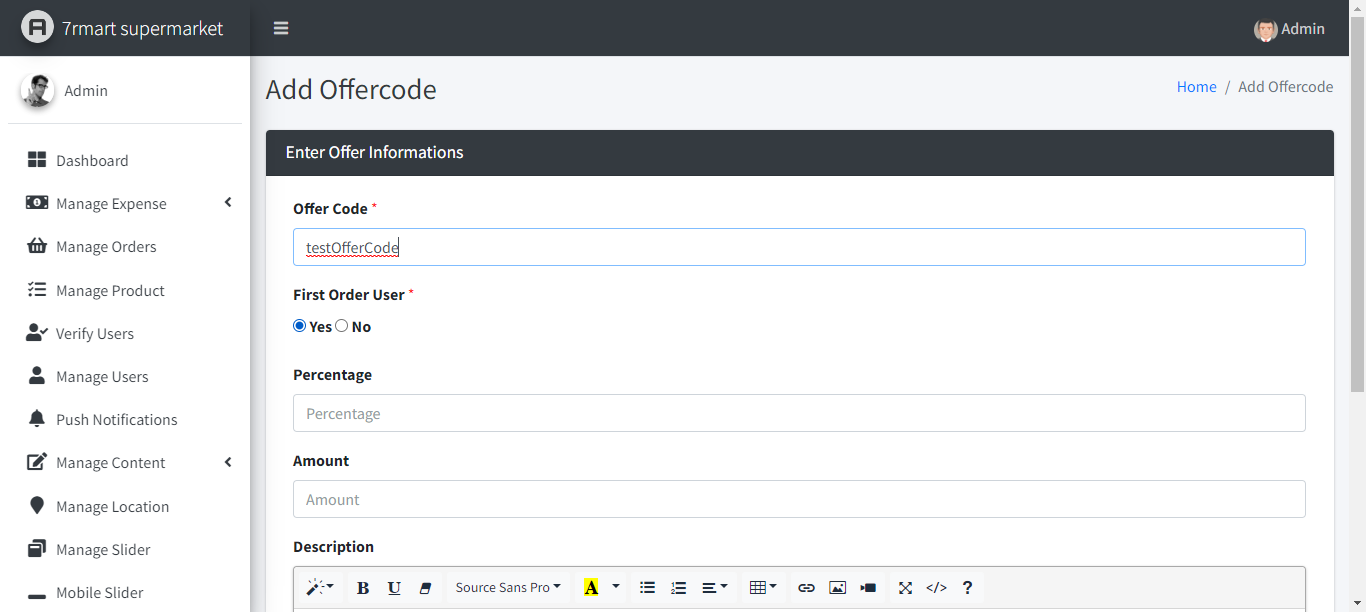 7rmart supermarket
Admin
Admin
Add Offercode
Home / Add Offercode
Enter Offer Informations
Dashboard
Manage Expense
Manage Orders
Manage Product
Verify Users
Manage Users
Push Notifications
Manage Content
Manage Location
Manage Slider
Mobile Slider
Offer Code *
testOfferCode
First Order User *
Yes No
Percentage
Percentage
Amount
Amount
Description
B U Source Sans Pro A </> ?